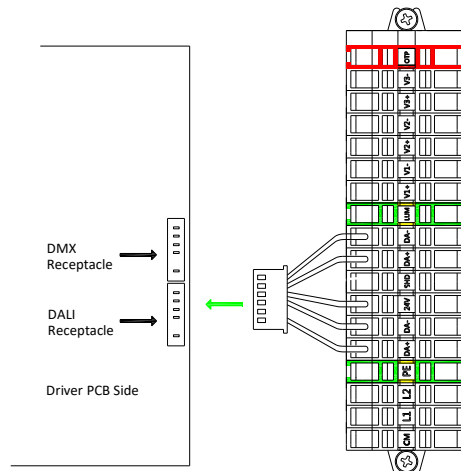 DMX
Receptacle
DALI
Receptacle
Driver PCB Side
OTP
V3-
V3+
V2-
V2+
V1-
V1+
LUM
DA-
DA+
SHD
24V
DA-
DA+
PE
L2
L1
CM